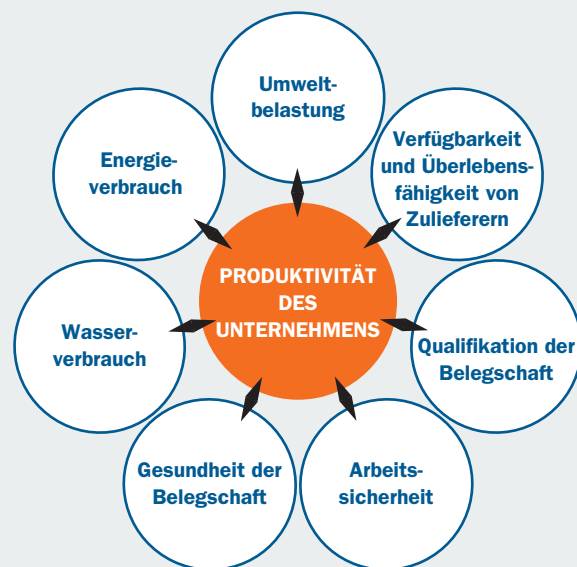 Umwelt-
belastung
Verfügbarkeit
und Überlebens-
fähigkeit von
Zulieferern
Energie-
verbrauch
PRODUKTIVITÄT
DES
UNTERNEHMENS
Wasser-
verbrauch
Qualifikation der
Belegschaft
Gesundheit der
Belegschaft
Arbeits-
sicherheit